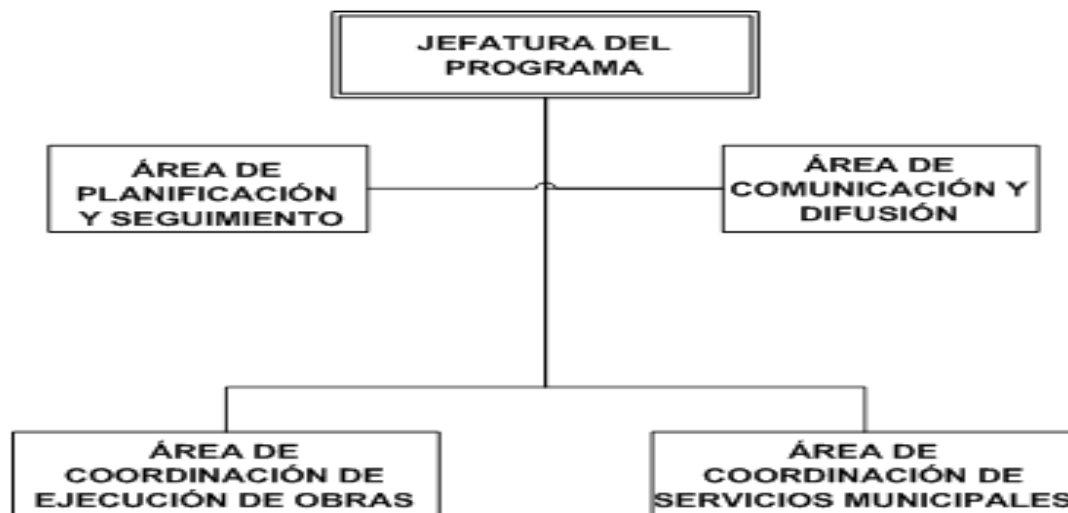 JEFATURA DEL
PROGRAMA
ÁREA DE
PLANIFICACIÓN
Y SEGUIMIENTO
ÁREA DE
COMUNICACIÓN Y
DIFUSIÓN
ÁREA DE
COORDINACIÓN DE
EJECUCIÓN DE OBRAS
ÁREA DE
COORDINACIÓN DE
SERVICIOS MUNICIPALES